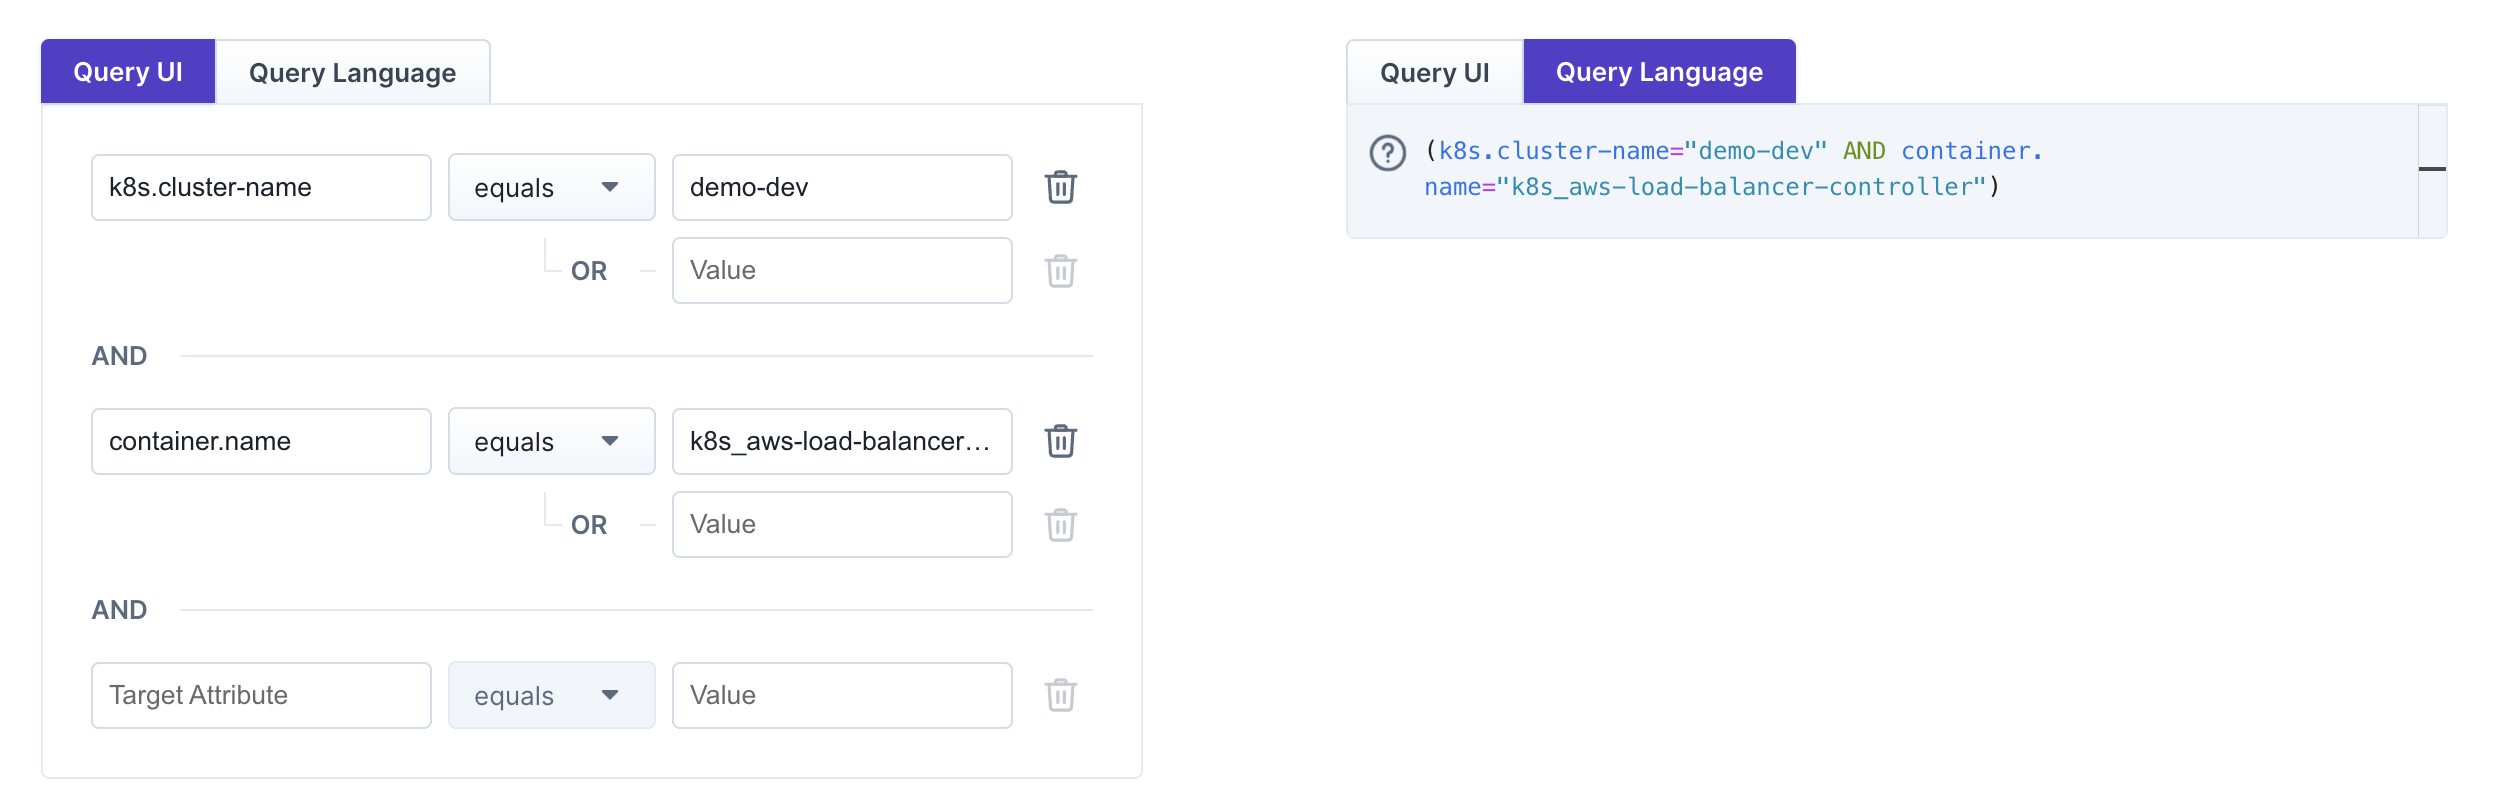 Query UI Query Language
k8s.cluster-name equals demo-dev
OR Value
AND
container.name equals k8s_aws-load-balancer...
OR Value
AND
Target Attribute equals Value
Query UI Query Language
(k8s.cluster-name="demo-dev" AND container.
name="k8s_aws-load-balancer-controller")